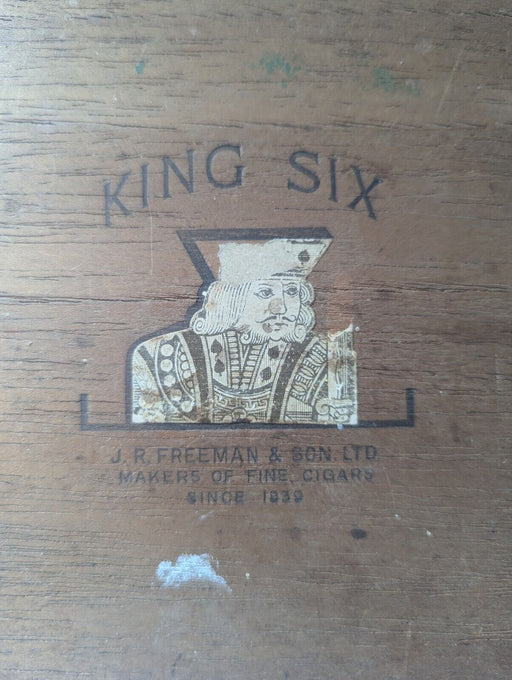 KING SIX
J. R. FREEMAN & SON LTD
MAKERS OF FINE CIGARS
SINCE 1839